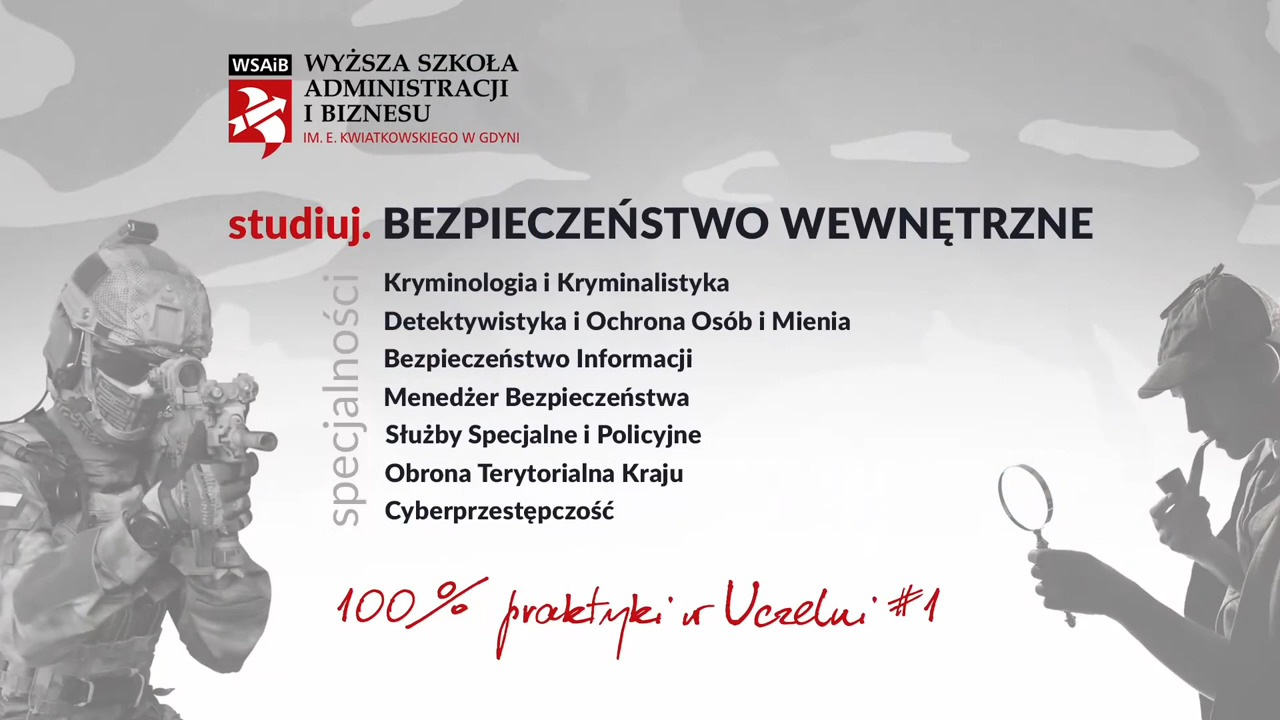 WSAiB
WYŻSZA SZKOŁA
ADMINISTRACJI
I BIZNESU
IM. E. KWIATKOWSKIEGO W GDYNI
studiuj. BEZPIECZEŃSTWO WEWNĘTRZNE
specjalności
Kryminologia i Kryminalistyka
Detektywistyka i Ochrona Osób i Mienia
Bezpieczeństwo Informacji
Menedżer Bezpieczeństwa
Służby Specjalne i Policyjne
Obrona Terytorialna Kraju
Cyberprzestępczość
100% praktyki w Uczelni #1